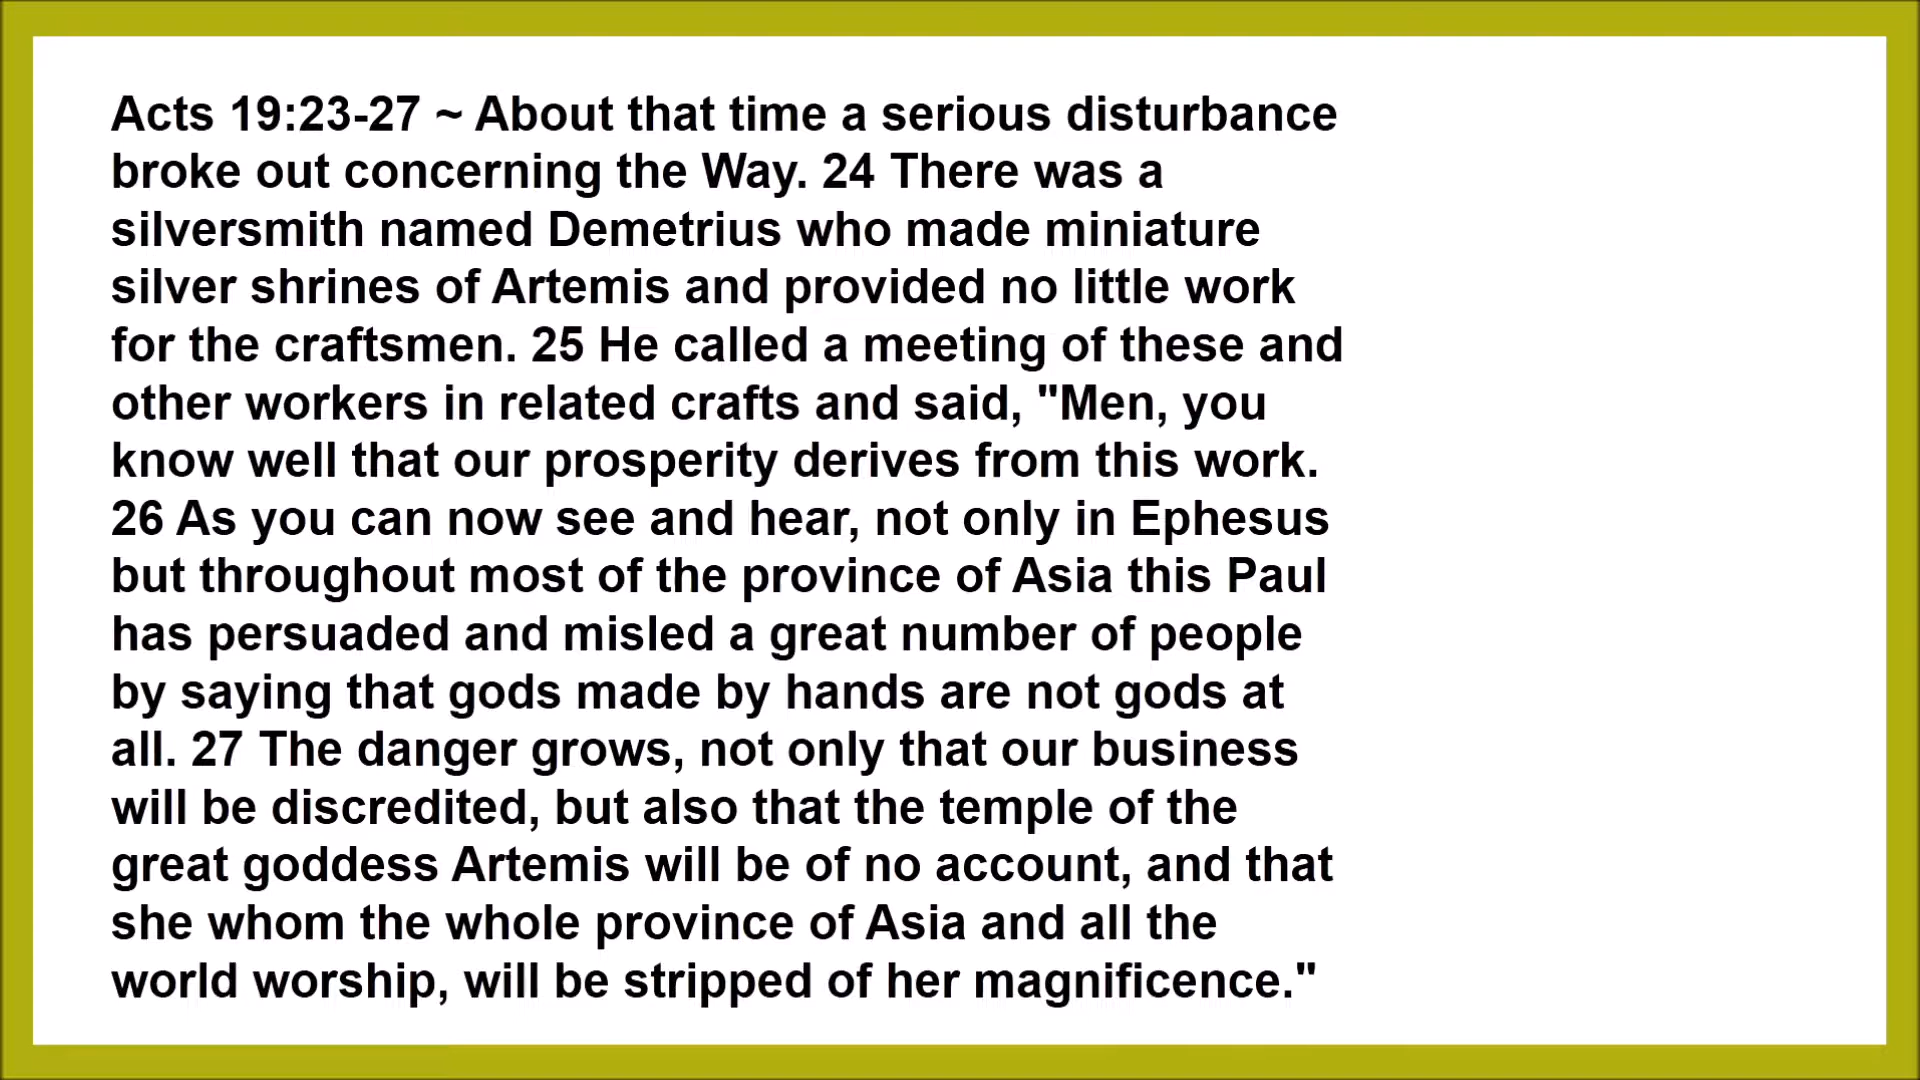 Acts 19:23-27 ~ About that time a serious disturbance
broke out concerning the Way. 24 There was a
silversmith named Demetrius who made miniature
silver shrines of Artemis and provided no little work
for the craftsmen. 25 He called a meeting of these and
other workers in related crafts and said, "Men, you
know well that our prosperity derives from this work.
26 As you can now see and hear, not only in Ephesus
but throughout most of the province of Asia this Paul
has persuaded and misled a great number of people
by saying that gods made by hands are not gods at
all. 27 The danger grows, not only that our business
will be discredited, but also that the temple of the
great goddess Artemis will be of no account, and that
she whom the whole province of Asia and all the
world worship, will be stripped of her magnificence."